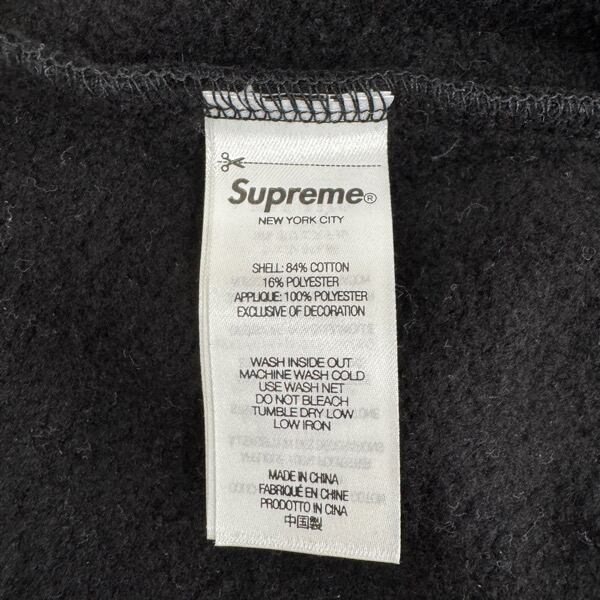 Supreme®
NEW YORK CITY
SHELL: 84% COTTON
16% POLYESTER
APPLIQUE: 100% POLYESTER
EXCLUSIVE OF DECORATION
WASH INSIDE OUT
MACHINE WASH COLD
USE WASH NET
DO NOT BLEACH
TUMBLE DRY LOW
LOW IRON
MADE IN CHINA
FABRIQUÉ EN CHINE
PRODOTTO IN CINA
中国製